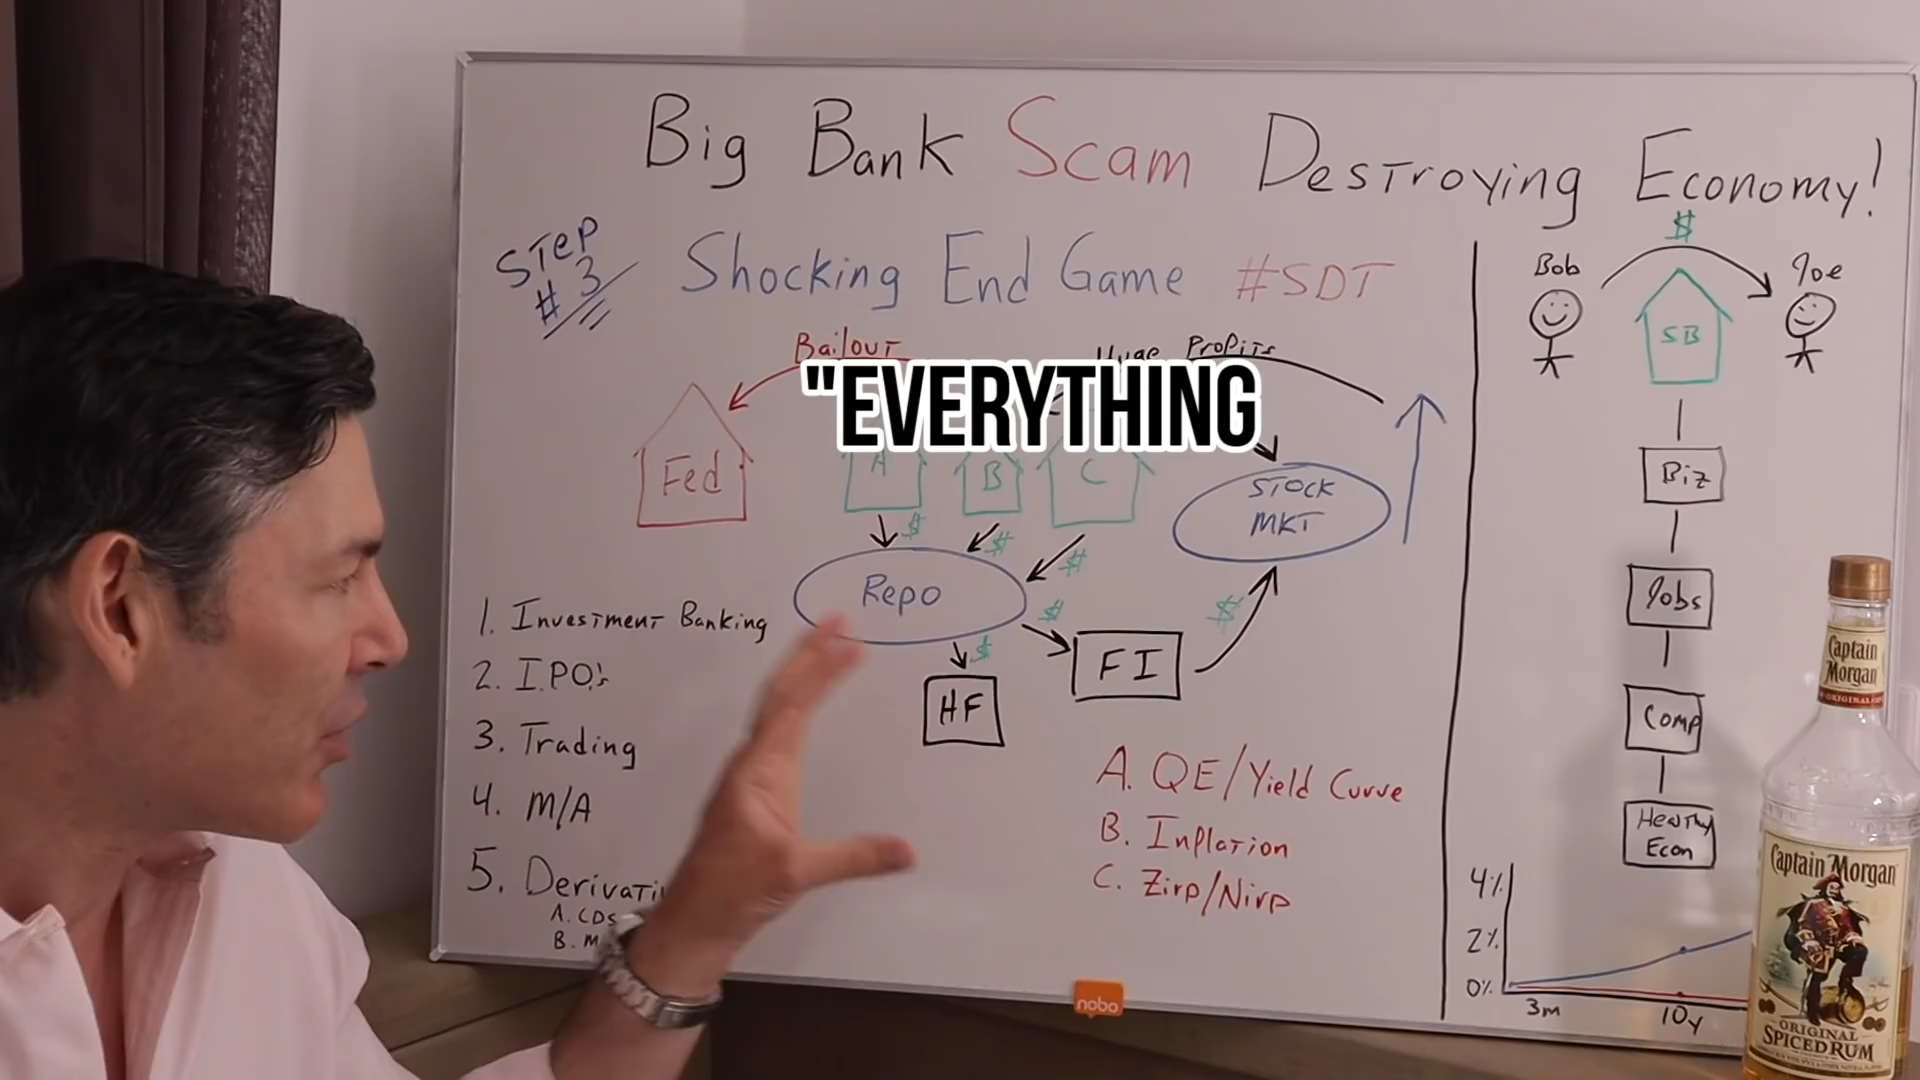 Big Bank Scam Destroying Economy!
Step
#3
Shocking End Game #SDT
Bailout
Huge Profits
"EVERYTHING
Fed
A
B
C
Stock
MKT
$
$
$
Repo
$
$
$
HF
FI
1. Investment Banking
2. IPO's
3. Trading
4. M/A
5. Derivati
A. CDS
B. M
A. QE/Yield Curve
B. Inflation
C. Zirp/Nirp
$
Bob
Joe
SB
Biz
Jobs
Comp
Healthy
Econ
4%
2%
0%
3m
10y
nobo
Captain
Morgan
Captain Morgan
ORIGINAL
SPICED RUM